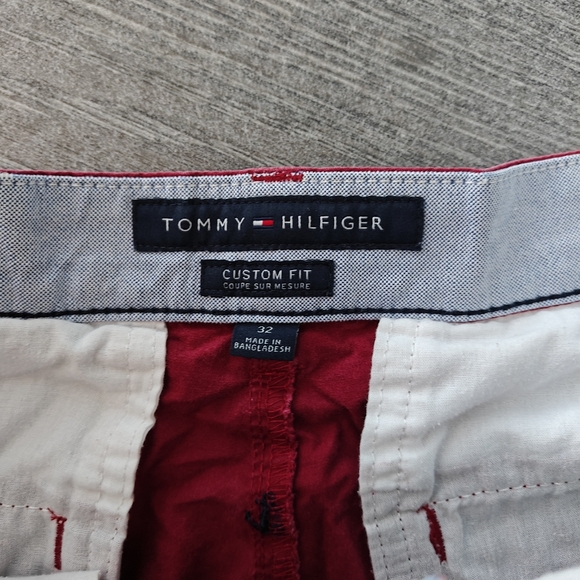 TOMMY HILFIGER
CUSTOM FIT
COUPE SUR MESURE
32
MADE IN
BANGLADESH